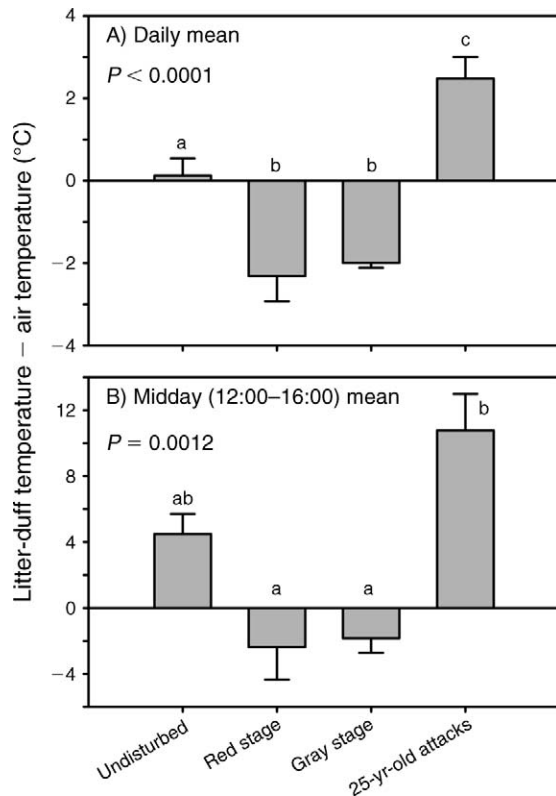 Litter-duff temperature − air temperature (°C)
A) Daily mean
P < 0.0001
4
2
0
−2
−4
a
b
b
c
B) Midday (12:00–16:00) mean
P = 0.0012
12
8
4
0
−4
ab
a
a
b
Undisturbed
Red stage
Gray stage
25-yr-old attacks